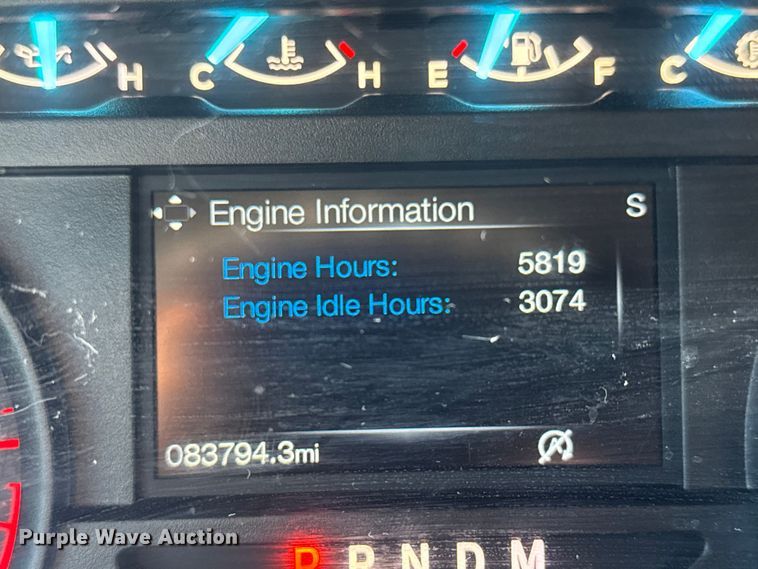 H C H E F C
Engine Information S
Engine Hours: 5819
Engine Idle Hours: 3074
083794.3mi
Purple Wave Auction®
P R N D M